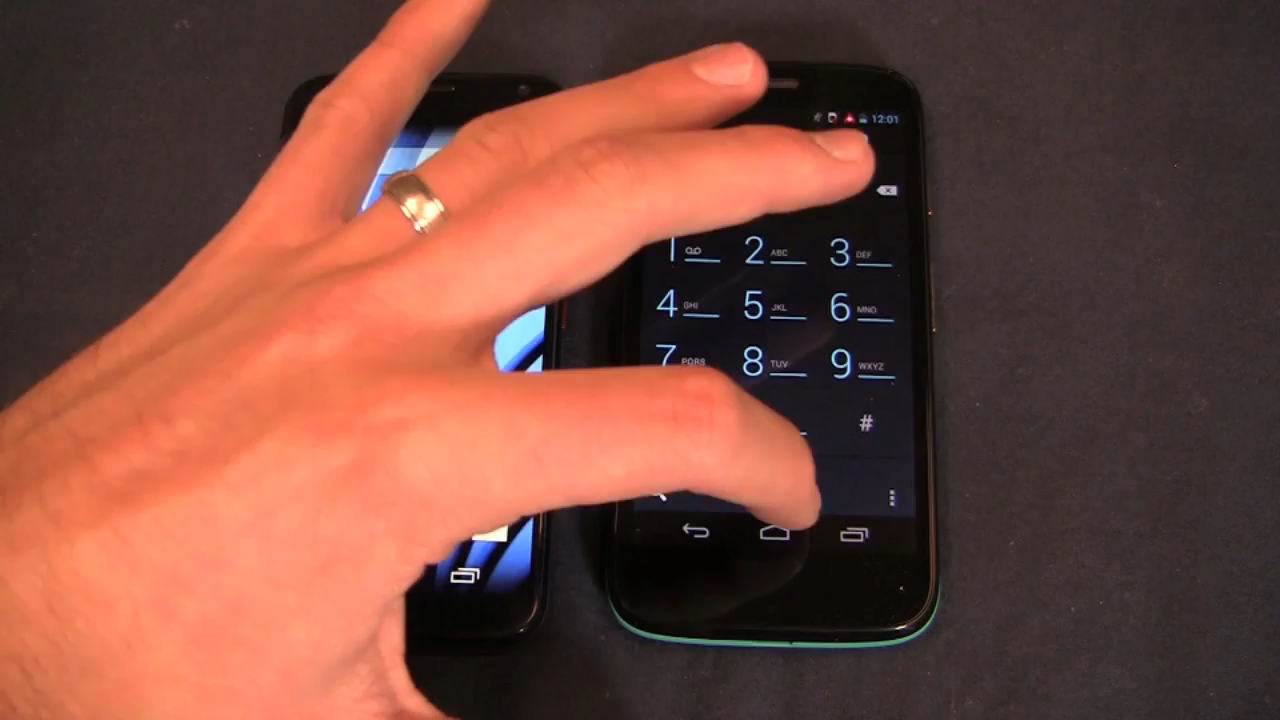 12:01
1 2 ABC 3 DEF
4 GHI 5 JKL 6 MNO
7 PQRS 8 TUV 9 WXYZ
#